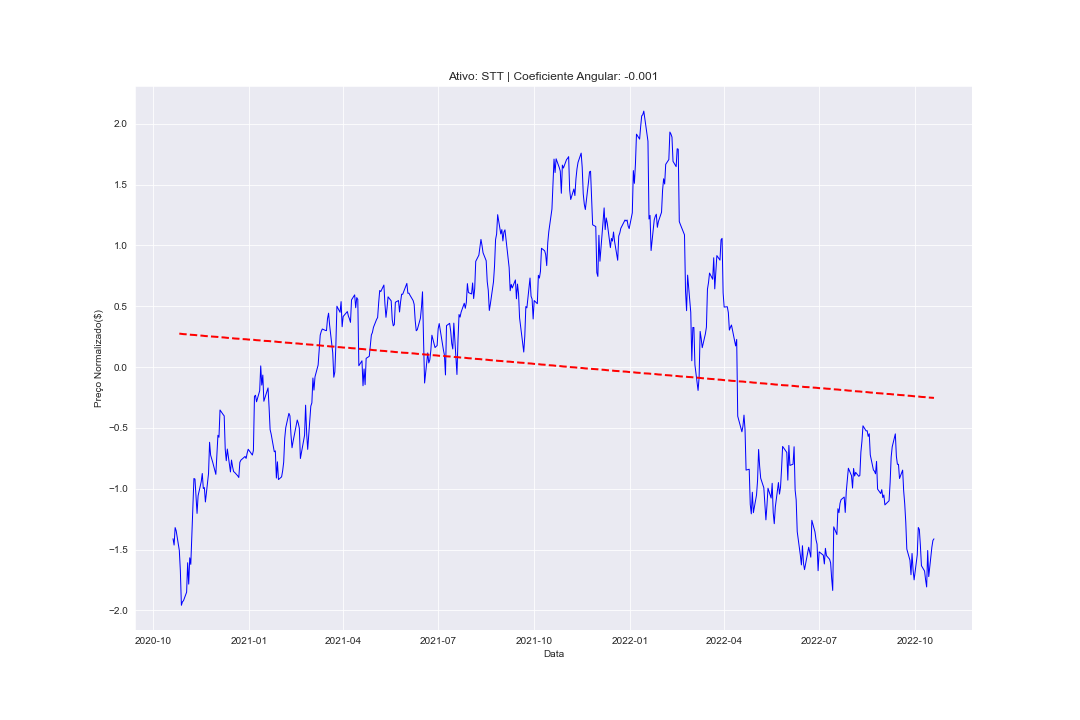 Ativo: STT | Coeficiente Angular: -0.001
Preço Normalizado($)
2.0
1.5
1.0
0.5
0.0
−0.5
−1.0
−1.5
−2.0
2020-10 2021-01 2021-04 2021-07 2021-10 2022-01 2022-04 2022-07 2022-10
Data